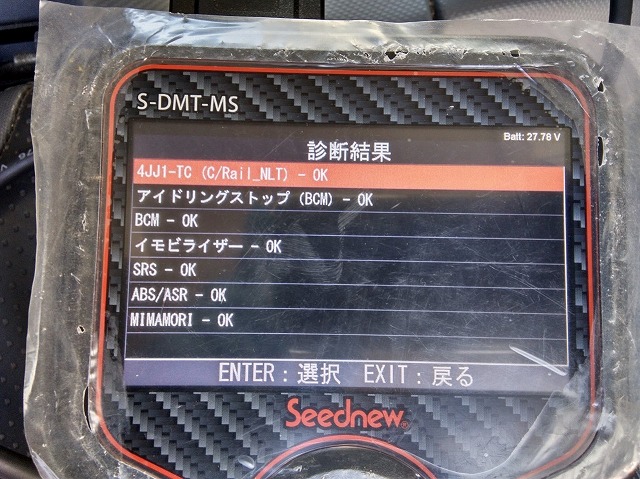 S-DMT-MS
Batt: 27.76 V
診断結果
4JJ1-TC (C/Rail_NLT) - OK
アイドリングストップ (BCM) - OK
BCM - OK
イモビライザー - OK
SRS - OK
ABS/ASR - OK
MIMAMORI - OK
ENTER：選択 EXIT：戻る
Seednew®